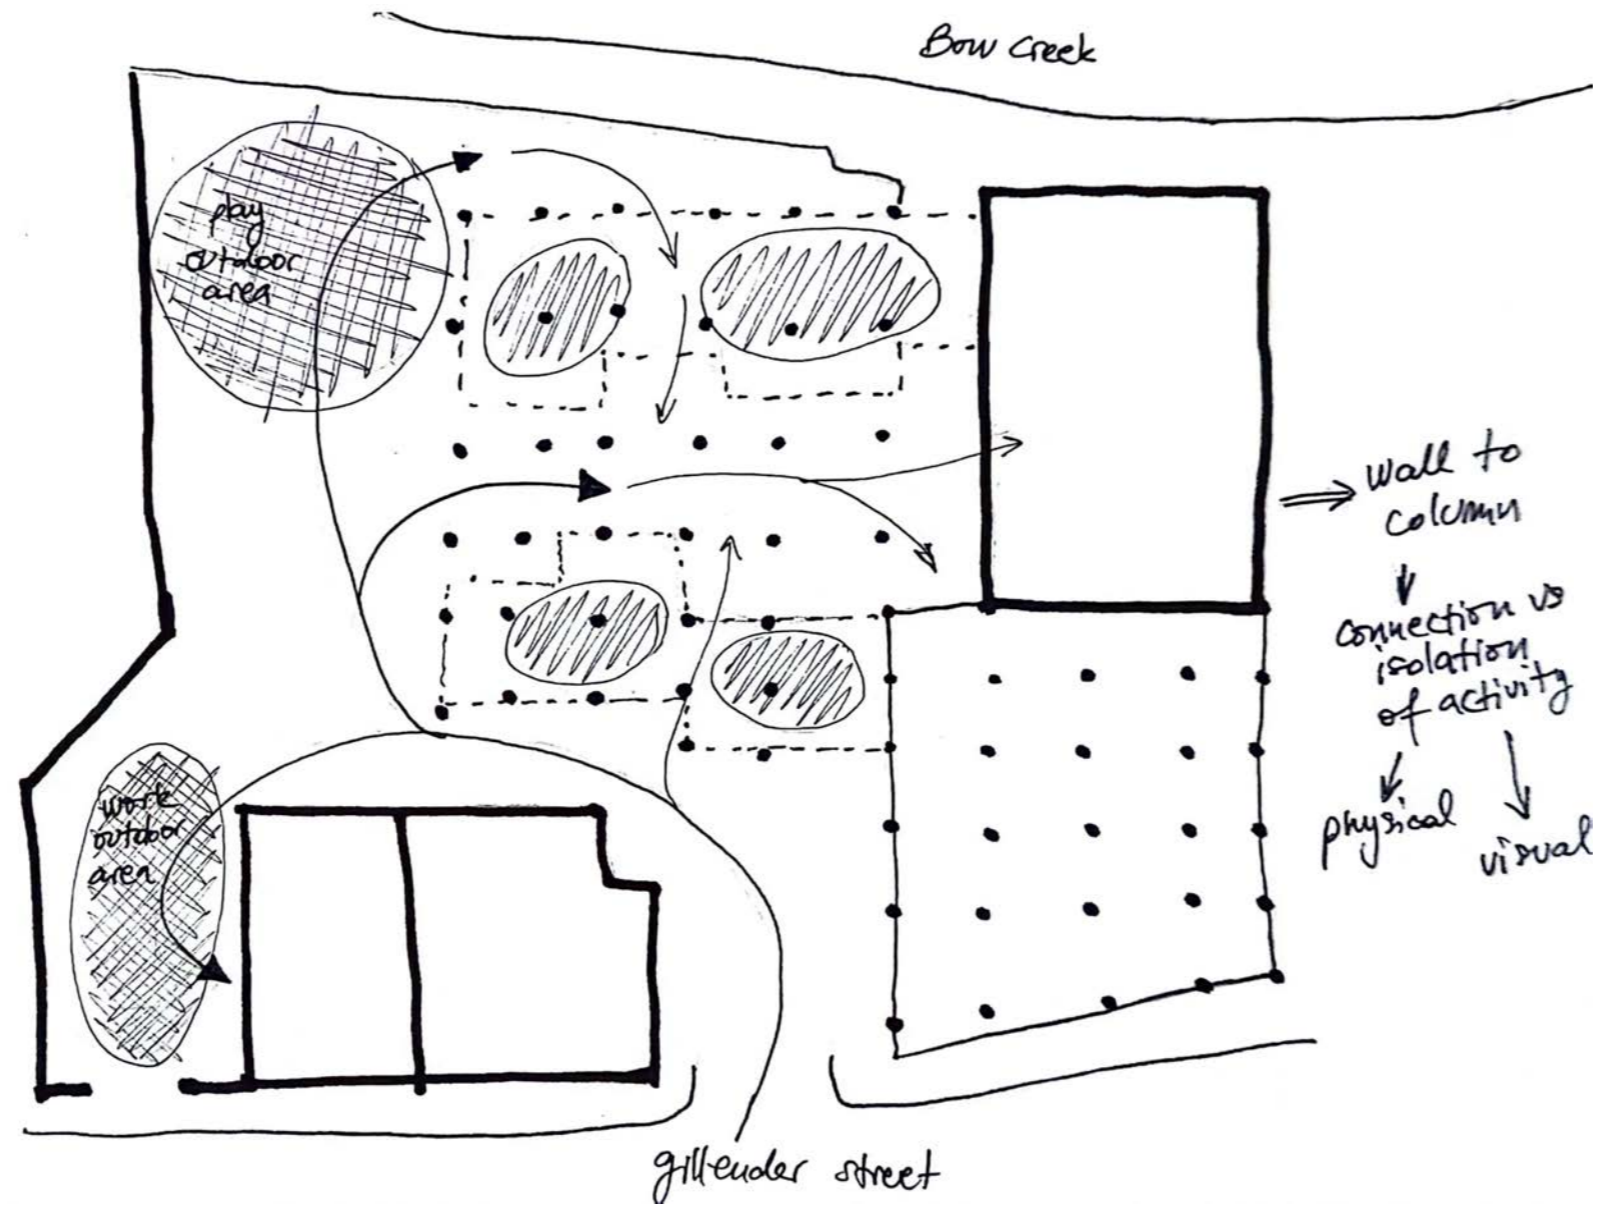 Bow Creek
play
outdoor
area
wall to
column
connection vs
isolation
of activity
physical
visual
work
outdoor
area
gillender street